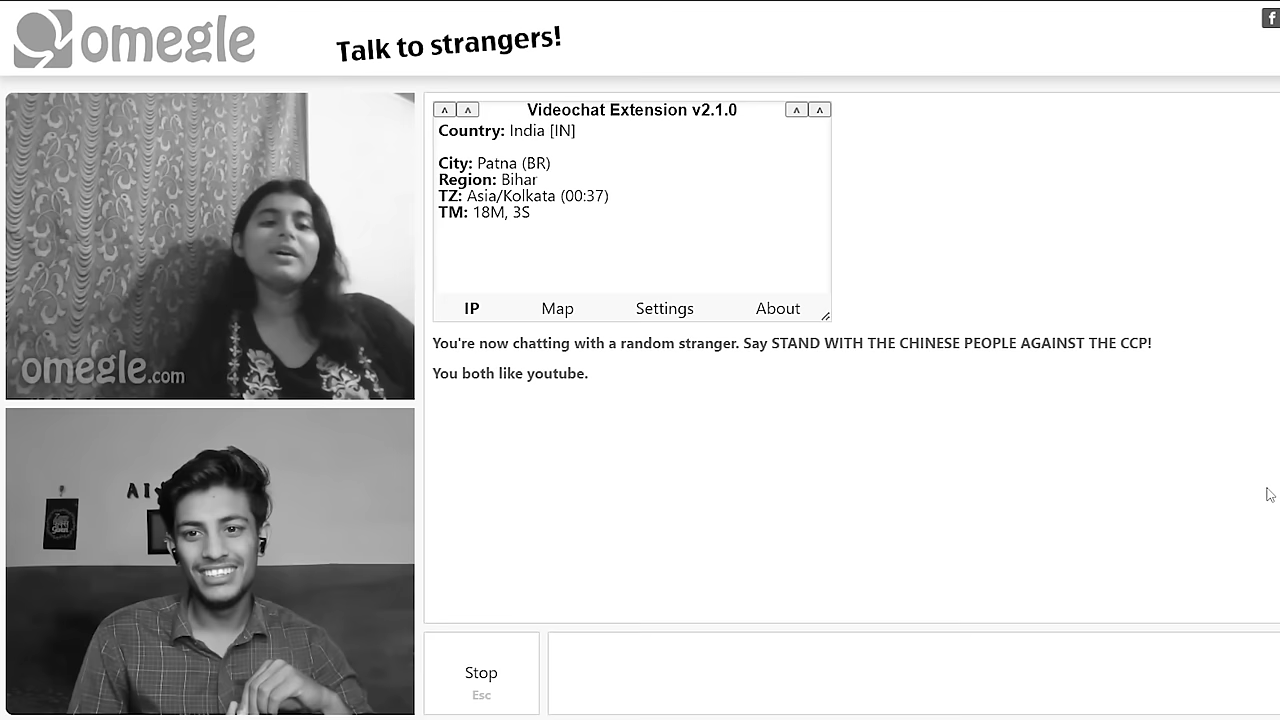 omegle
Talk to strangers!
f
Videochat Extension v2.1.0
Country: India [IN]
City: Patna (BR)
Region: Bihar
TZ: Asia/Kolkata (00:37)
TM: 18M, 3S
IP Map Settings About
You're now chatting with a random stranger. Say STAND WITH THE CHINESE PEOPLE AGAINST THE CCP!
You both like youtube.
omegle.com
AI
Stop
Esc